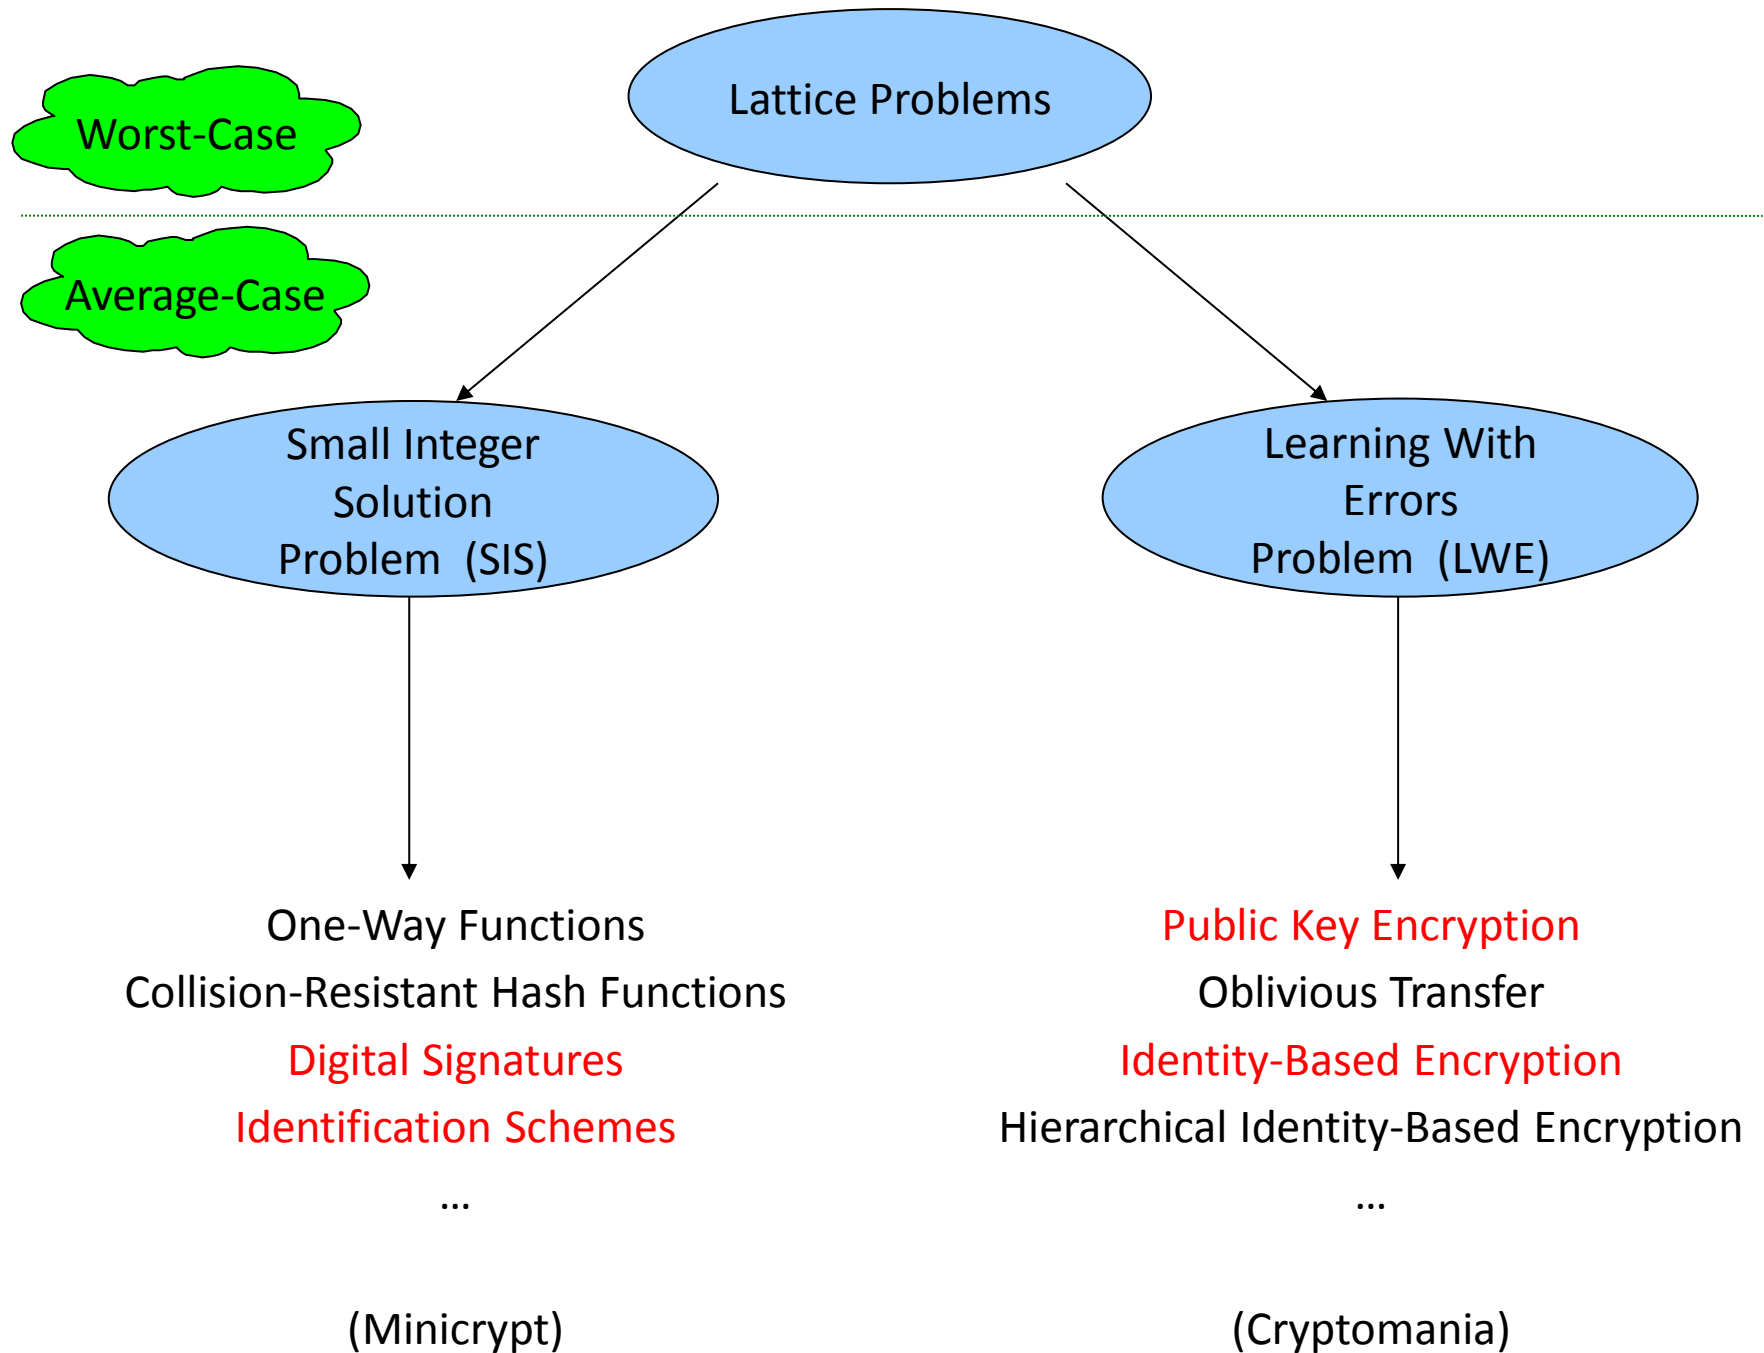 Lattice Problems
Worst-Case
Average-Case
Small Integer
Solution
Problem (SIS)
Learning With
Errors
Problem (LWE)
One-Way Functions
Collision-Resistant Hash Functions
Digital Signatures
Identification Schemes
...
(Minicrypt)
Public Key Encryption
Oblivious Transfer
Identity-Based Encryption
Hierarchical Identity-Based Encryption
...
(Cryptomania)